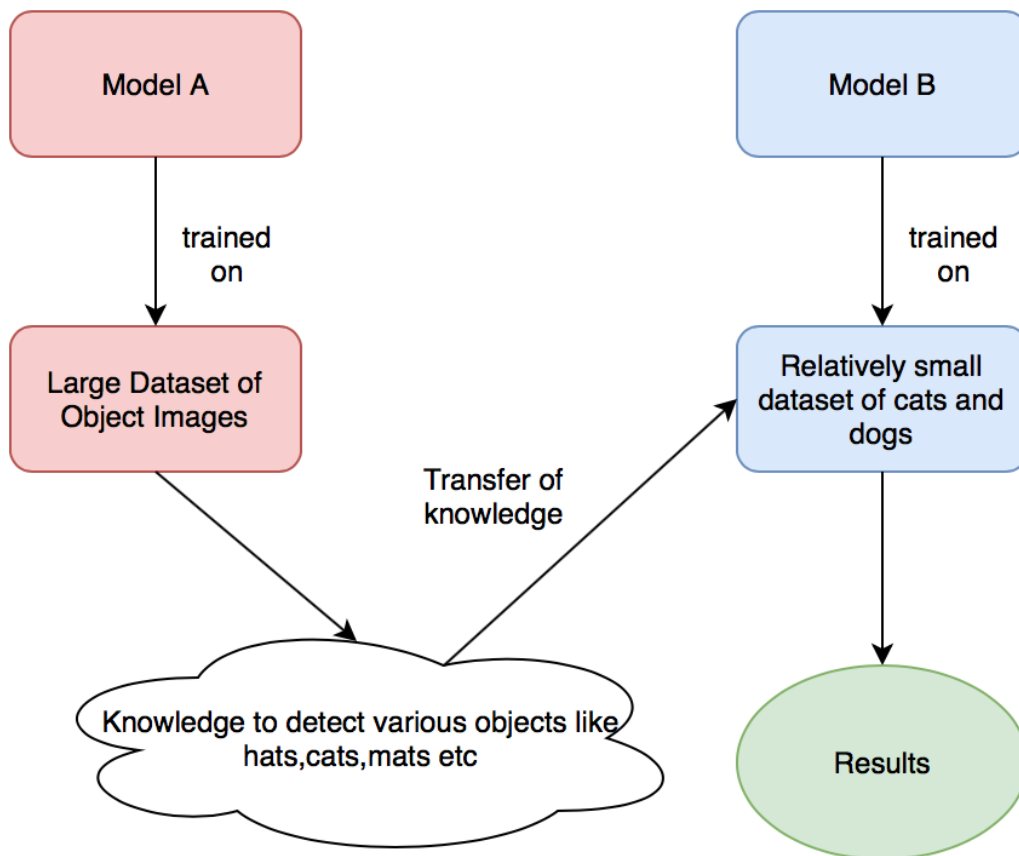 Model A
Model B
trained
on
trained
on
Large Dataset of
Object Images
Relatively small
dataset of cats and
dogs
Transfer of
knowledge
Knowledge to detect various objects like
hats,cats,mats etc
Results